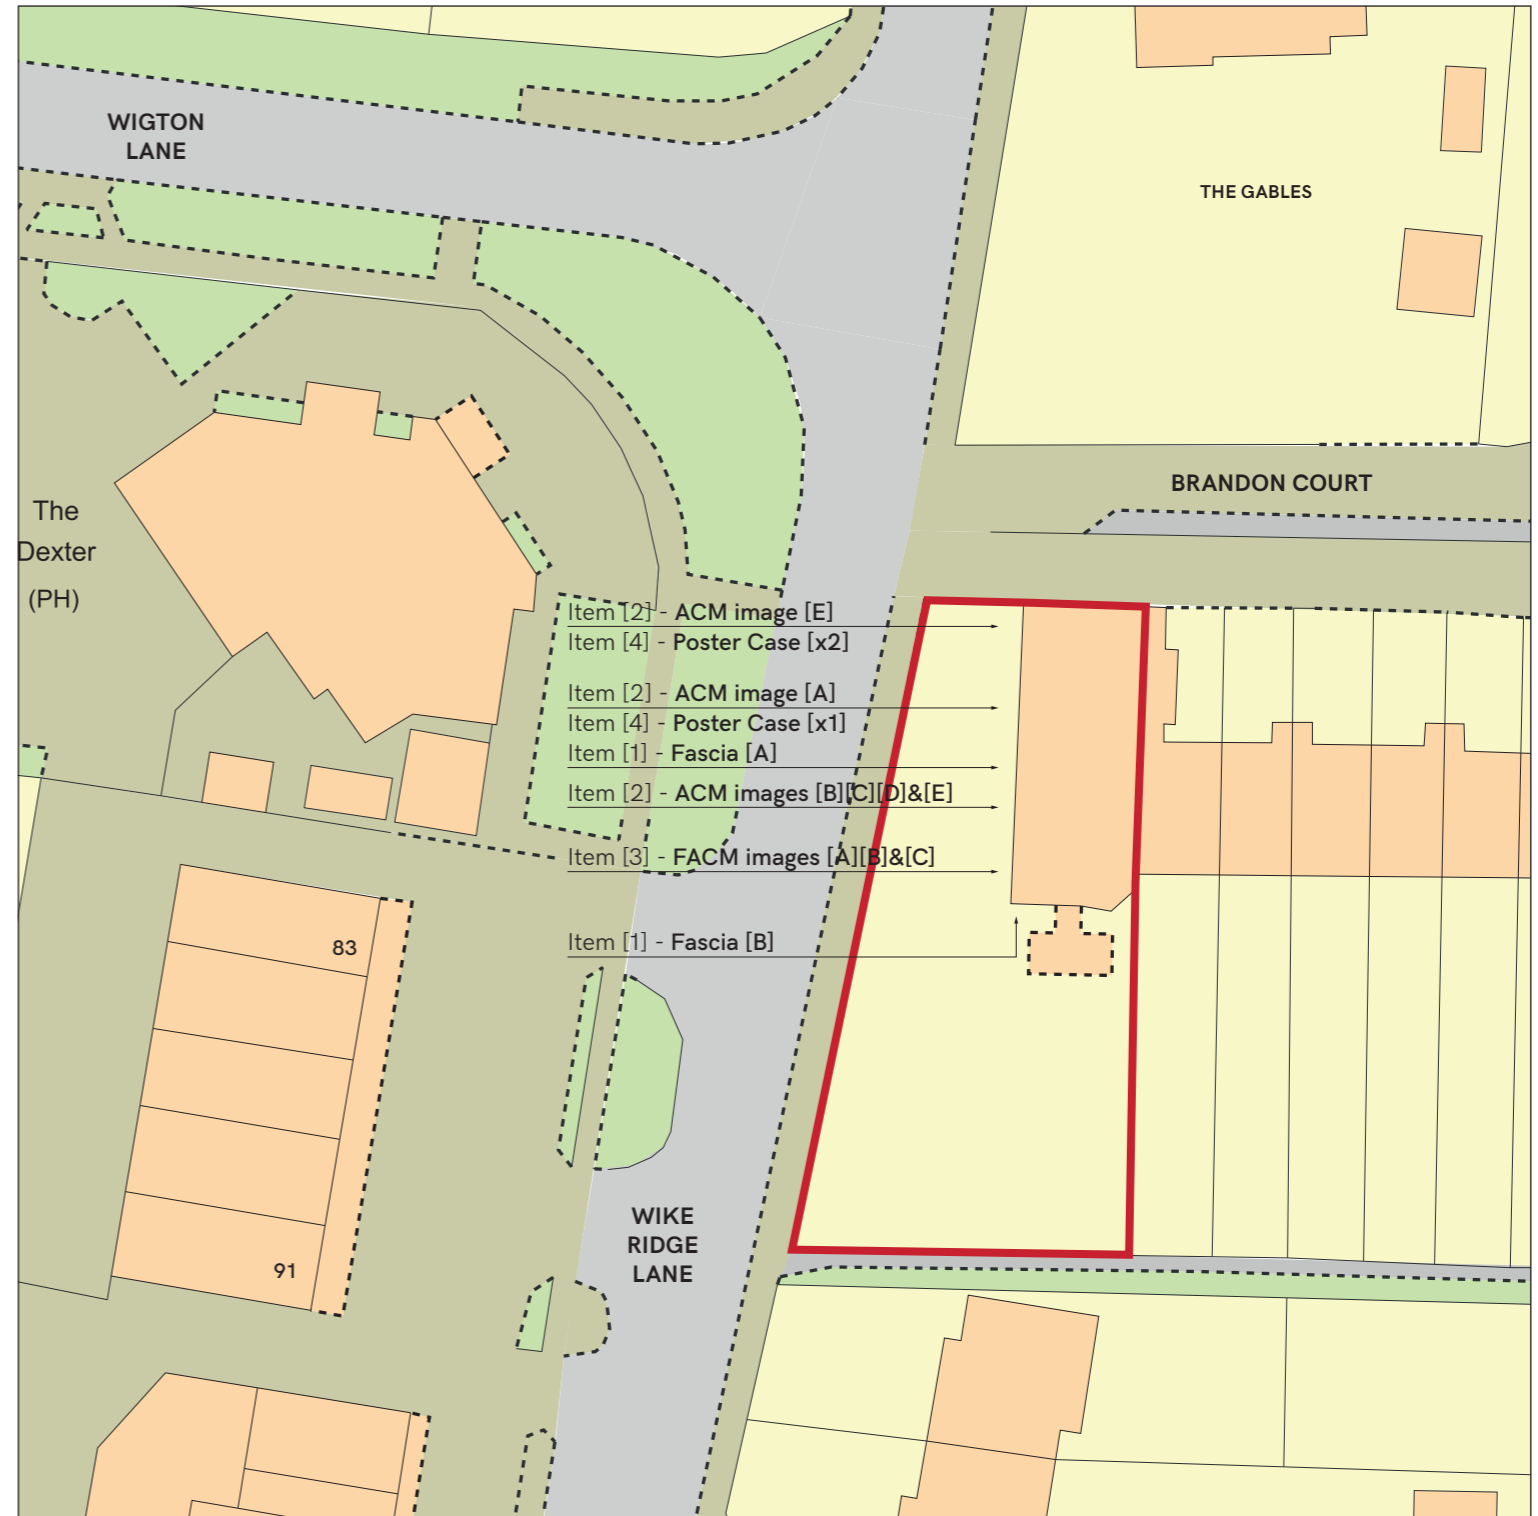 WIGTON
LANE
THE GABLES
BRANDON COURT
The
Dexter
(PH)
Item [2] - ACM image [E]
Item [4] - Poster Case [x2]
Item [2] - ACM image [A]
Item [4] - Poster Case [x1]
Item [1] - Fascia [A]
Item [2] - ACM images [B][C][D]&[E]
Item [3] - FACM images [A][B]&[C]
Item [1] - Fascia [B]
83
91
WIKE
RIDGE
LANE